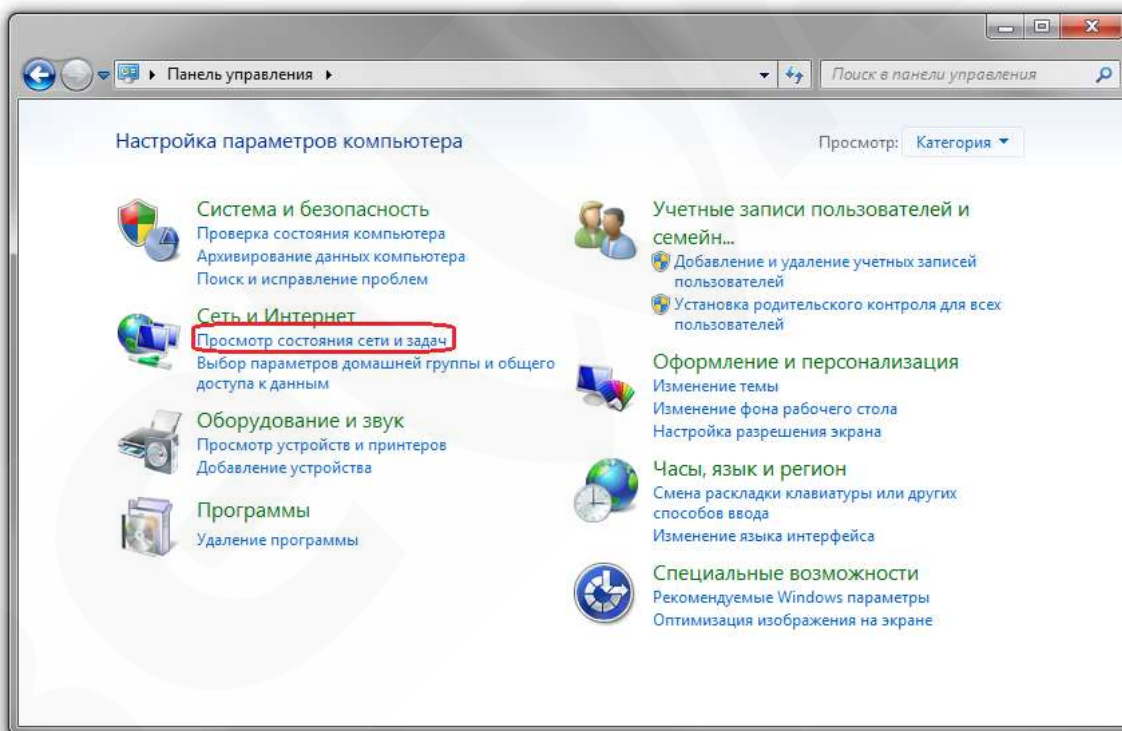 Панель управления
Поиск в панели управления
Настройка параметров компьютера
Просмотр: Категория
Система и безопасность
Проверка состояния компьютера
Архивирование данных компьютера
Поиск и исправление проблем
Сеть и Интернет
Просмотр состояния сети и задач
Выбор параметров домашней группы и общего
доступа к данным
Оборудование и звук
Просмотр устройств и принтеров
Добавление устройства
Программы
Удаление программы
Учетные записи пользователей и
семейн...
Добавление и удаление учетных записей
пользователей
Установка родительского контроля для всех
пользователей
Оформление и персонализация
Изменение темы
Изменение фона рабочего стола
Настройка разрешения экрана
Часы, язык и регион
Смена раскладки клавиатуры или других
способов ввода
Изменение языка интерфейса
Специальные возможности
Рекомендуемые Windows параметры
Оптимизация изображения на экране